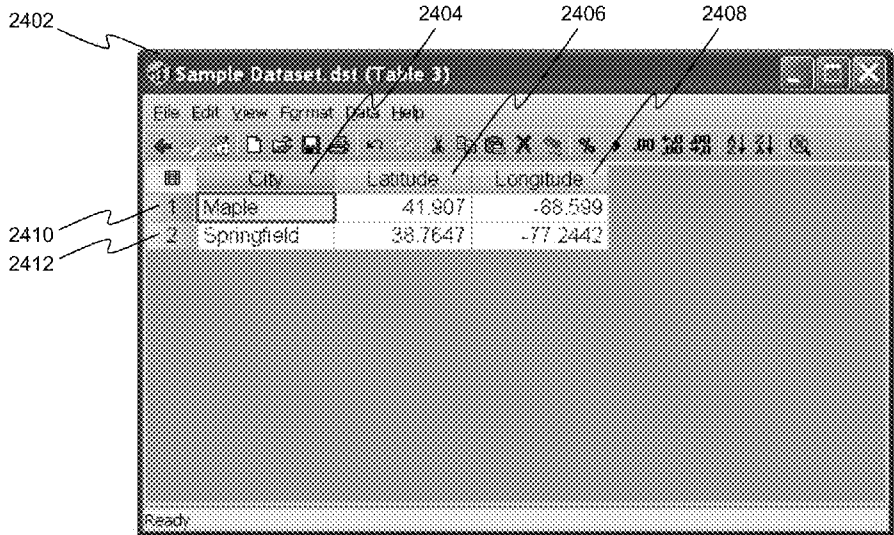 2402
2404 2406 2408
Sample Dataset.dst (Table 3)
File Edit View Format Data Help
City Latitude Longitude
1 Maple 41.907 -88.599
2 Springfield 38.7647 -77.2442
2410
2412
Ready